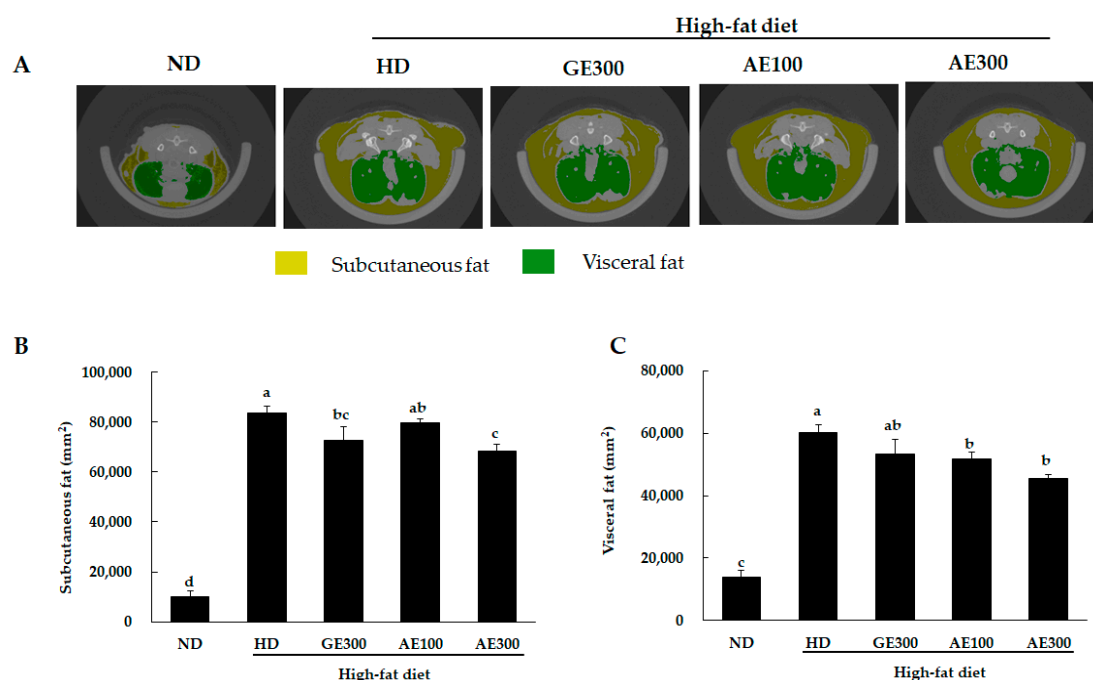 High-fat diet
A
ND HD GE300 AE100 AE300
Subcutaneous fat Visceral fat
B
100,000
80,000
60,000
40,000
20,000
0
Subcutaneous fat (mm²)
d a bc ab c
ND HD GE300 AE100 AE300
High-fat diet
C
80,000
60,000
40,000
20,000
0
Visceral fat (mm²)
c a ab b b
ND HD GE300 AE100 AE300
High-fat diet